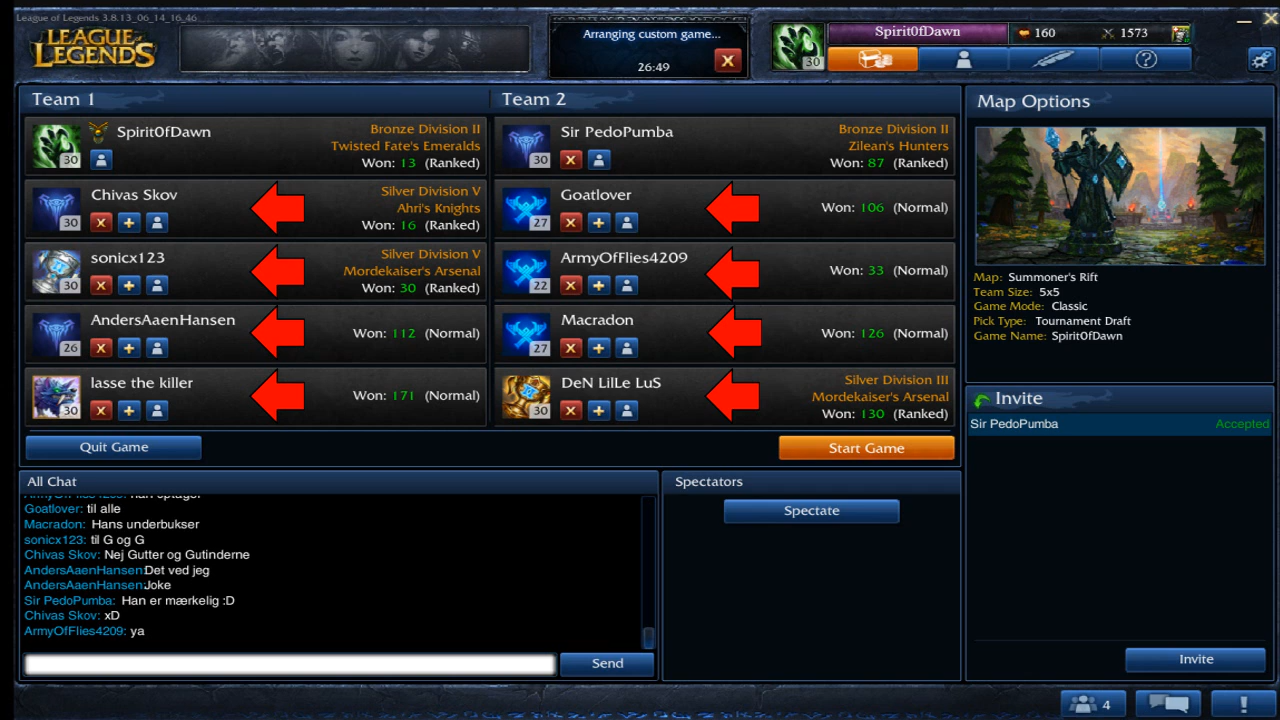 League of Legends 3.8.13_06_14_16_46
LEAGUE OF LEGENDS
Arranging custom game...
26:49
X
30
Spirit0fDawn
160
1573
?
Team 1
Team 2
Spirit0fDawn
30
Bronze Division II
Twisted Fate's Emeralds
Won: 13 (Ranked)
Sir PedoPumba
30
Bronze Division II
Zilean's Hunters
Won: 87 (Ranked)
Chivas Skov
30
Silver Division V
Ahri's Knights
Won: 16 (Ranked)
Goatlover
27
Won: 106 (Normal)
sonicx123
30
Silver Division V
Mordekaiser's Arsenal
Won: 30 (Ranked)
ArmyOfFlies4209
22
Won: 33 (Normal)
AndersAaenHansen
26
Won: 112 (Normal)
Macradon
27
Won: 126 (Normal)
lasse the killer
30
Won: 171 (Normal)
DeN LilLe LuS
30
Silver Division III
Mordekaiser's Arsenal
Won: 130 (Ranked)
Quit Game
Start Game
Map Options
Map: Summoner's Rift
Team Size: 5x5
Game Mode: Classic
Pick Type: Tournament Draft
Game Name: Spirit0fDawn
Invite
Sir PedoPumba Accepted
Invite
All Chat
ArmyOfFlies4209: han optager
Goatlover: til alle
Macradon: Hans underbukser
sonicx123: til G og G
Chivas Skov: Nej Gutter og Gutinderne
AndersAaenHansen: Det ved jeg
AndersAaenHansen: Joke
Sir PedoPumba: Han er mærkelig :D
Chivas Skov: xD
ArmyOfFlies4209: ya
Send
Spectators
Spectate
4
!